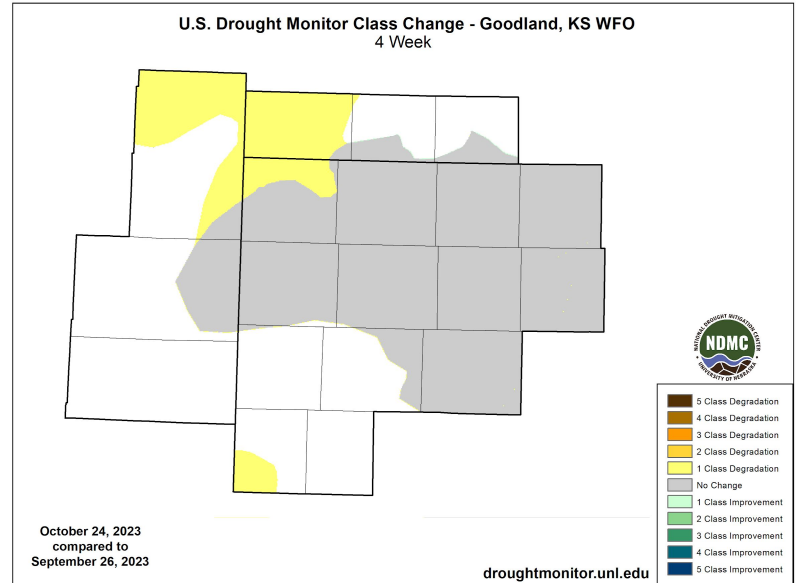 U.S. Drought Monitor Class Change - Goodland, KS WFO
4 Week
NATIONAL DROUGHT MITIGATION CENTER
NDMC
UNIVERSITY OF NEBRASKA
5 Class Degradation
4 Class Degradation
3 Class Degradation
2 Class Degradation
1 Class Degradation
No Change
1 Class Improvement
2 Class Improvement
3 Class Improvement
4 Class Improvement
5 Class Improvement
October 24, 2023
compared to
September 26, 2023
droughtmonitor.unl.edu